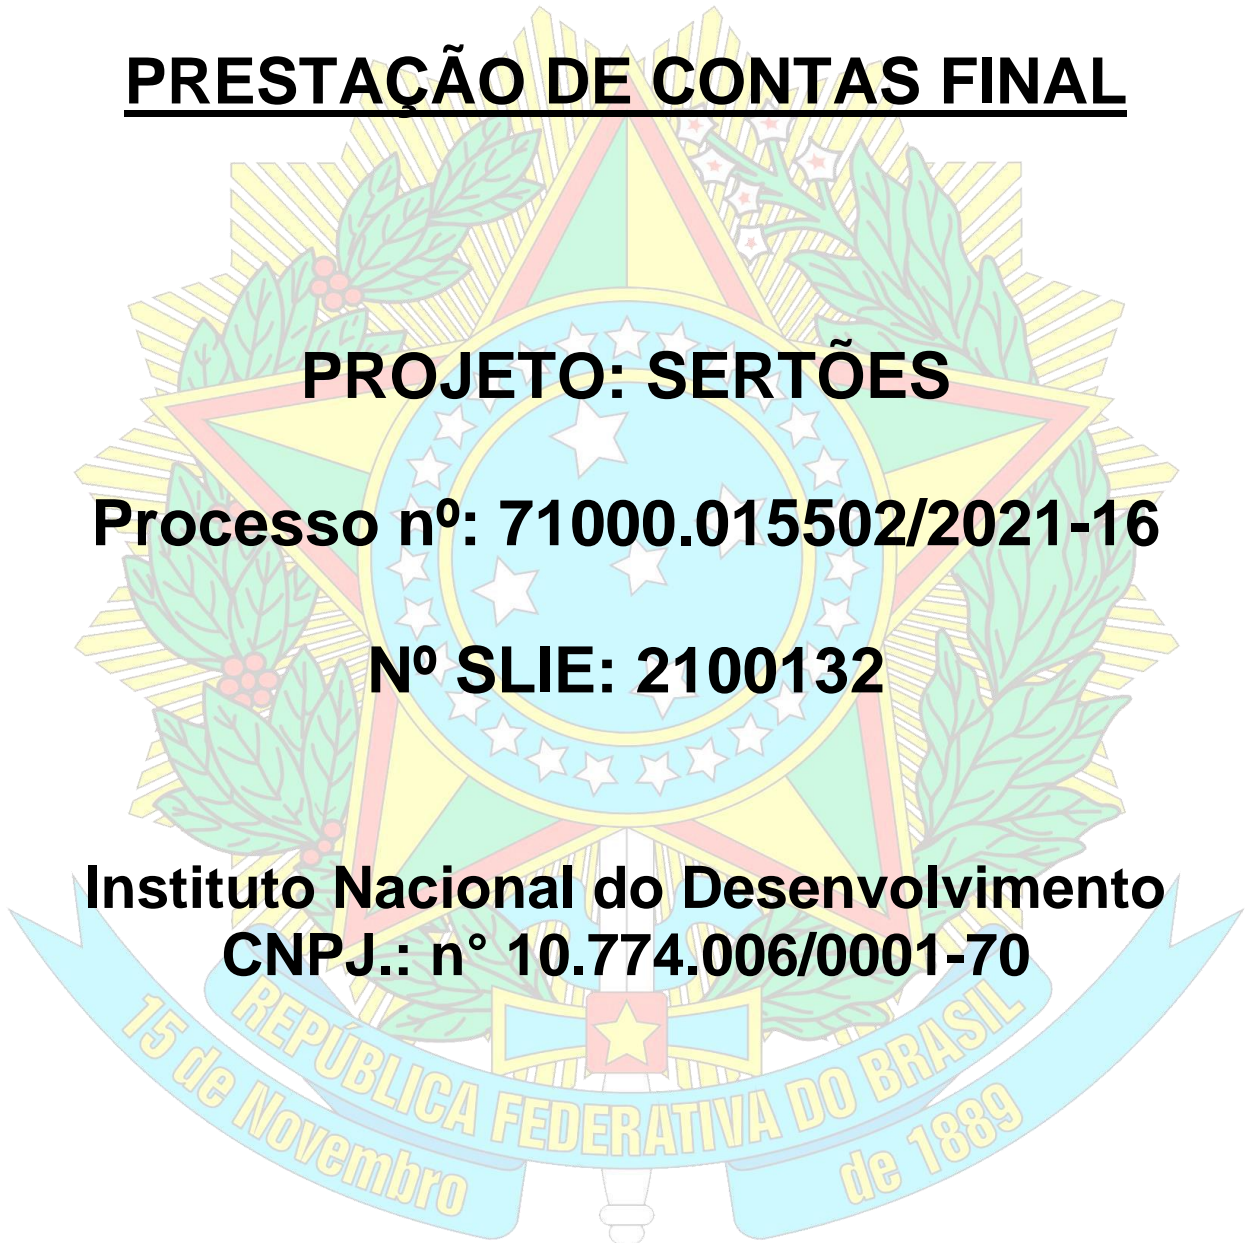 PRESTAÇÃO DE CONTAS FINAL
PROJETO: SERTÕES
Processo nº: 71000.015502/2021-16
Nº SLIE: 2100132
Instituto Nacional do Desenvolvimento
CNPJ.: n° 10.774.006/0001-70
REPÚBLICA FEDERATIVA DO BRASIL
15 de Novembro
de 1889